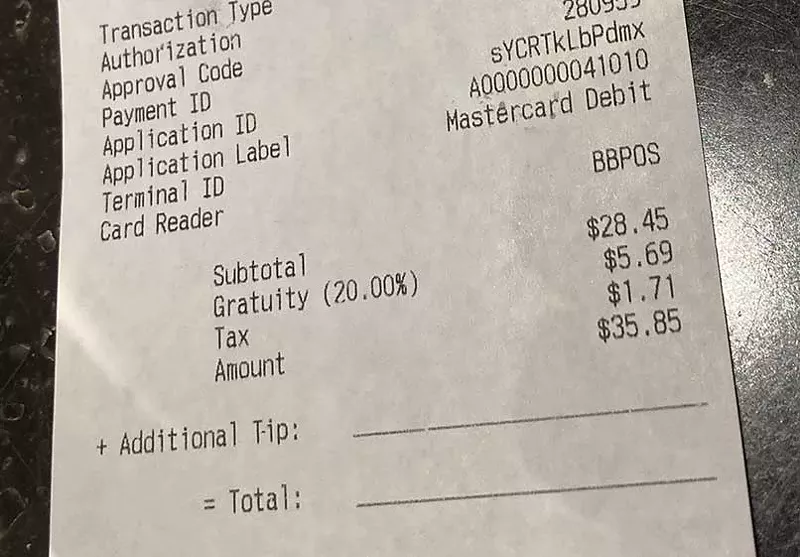 Transaction Type
Authorization
Approval Code 280955
Payment ID sYCRTkLbPdmx
Application ID A0000000041010
Application Label Mastercard Debit
Terminal ID
Card Reader BBPOS
Subtotal $28.45
Gratuity (20.00%) $5.69
Tax $1.71
Amount $35.85
+ Additional Tip:
= Total: